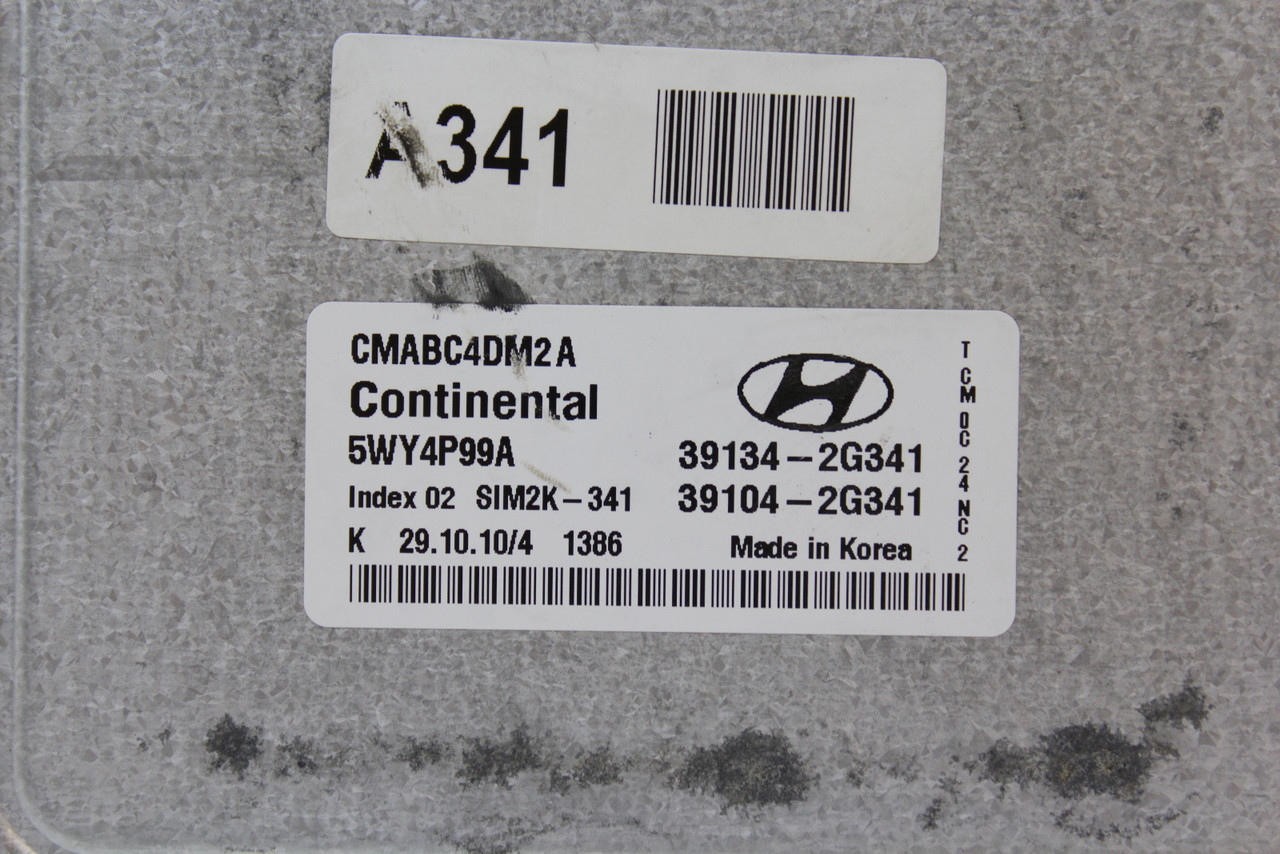 A341
CMABC4DM2A
Continental
5WY4P99A
39134-2G341
Index 02 SIM2K-341
39104-2G341
K 29.10.10/4 1386
Made in Korea
TCM 0C 24 NC 2